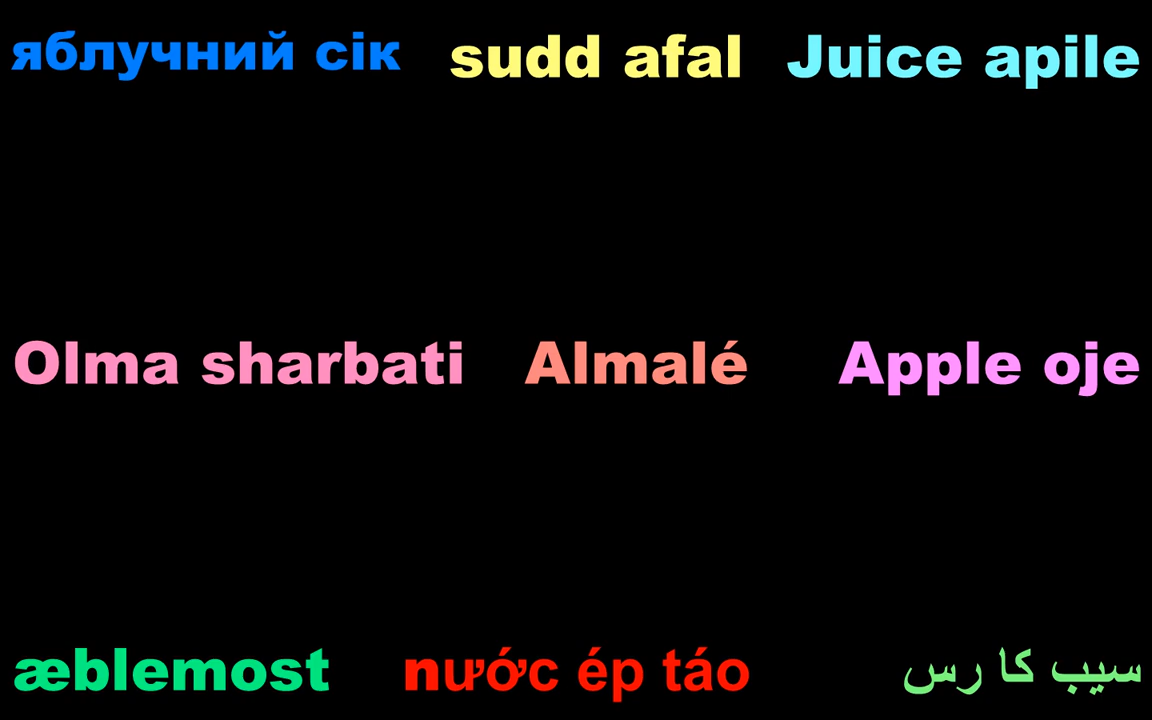 яблучний сік
sudd afal
Juice apile
Olma sharbati
Almalé
Apple oje
æblemost
nước ép táo
سیب کا رس